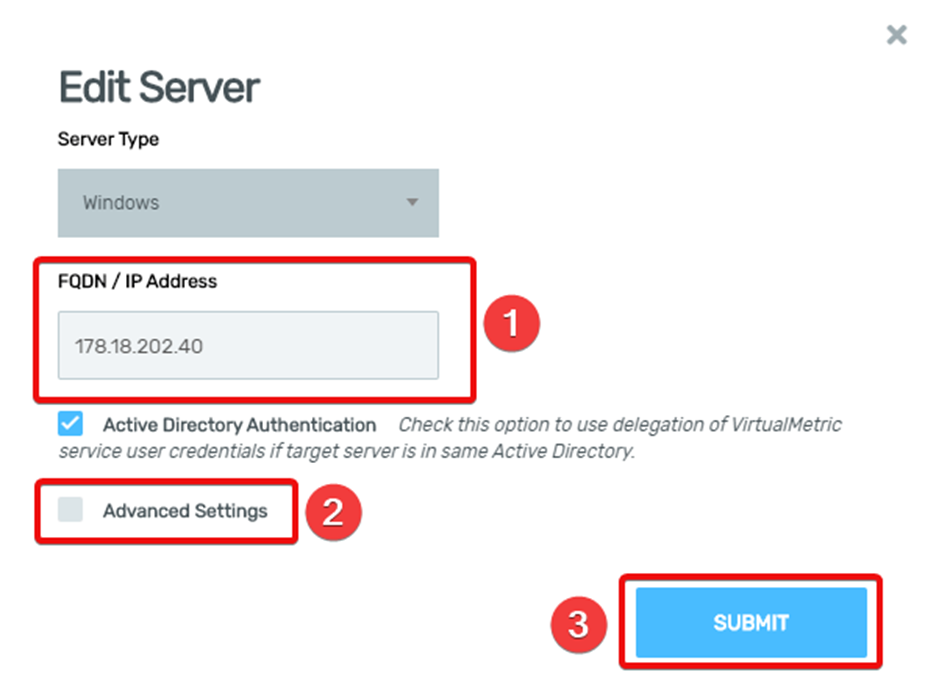 Edit Server
Server Type
Windows
FQDN / IP Address
178.18.202.40
1
Active Directory Authentication Check this option to use delegation of VirtualMetric
service user credentials if target server is in same Active Directory.
Advanced Settings
2
3
SUBMIT